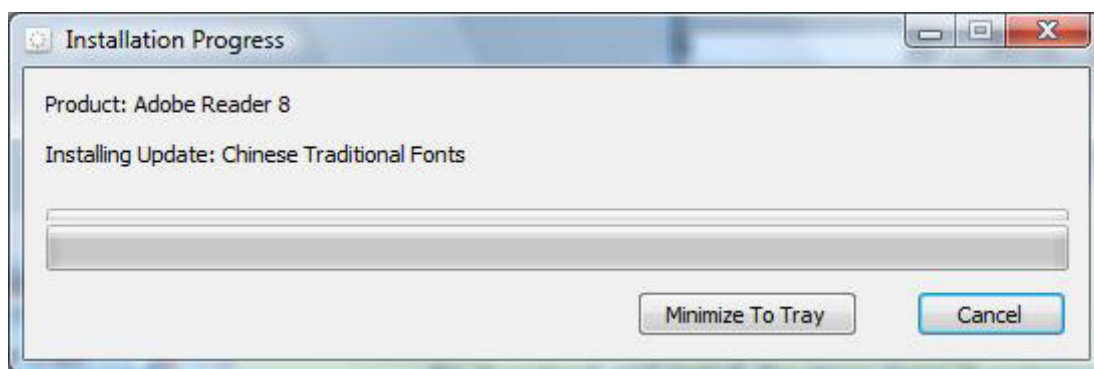 Installation Progress
Product: Adobe Reader 8
Installing Update: Chinese Traditional Fonts
Minimize To Tray
Cancel